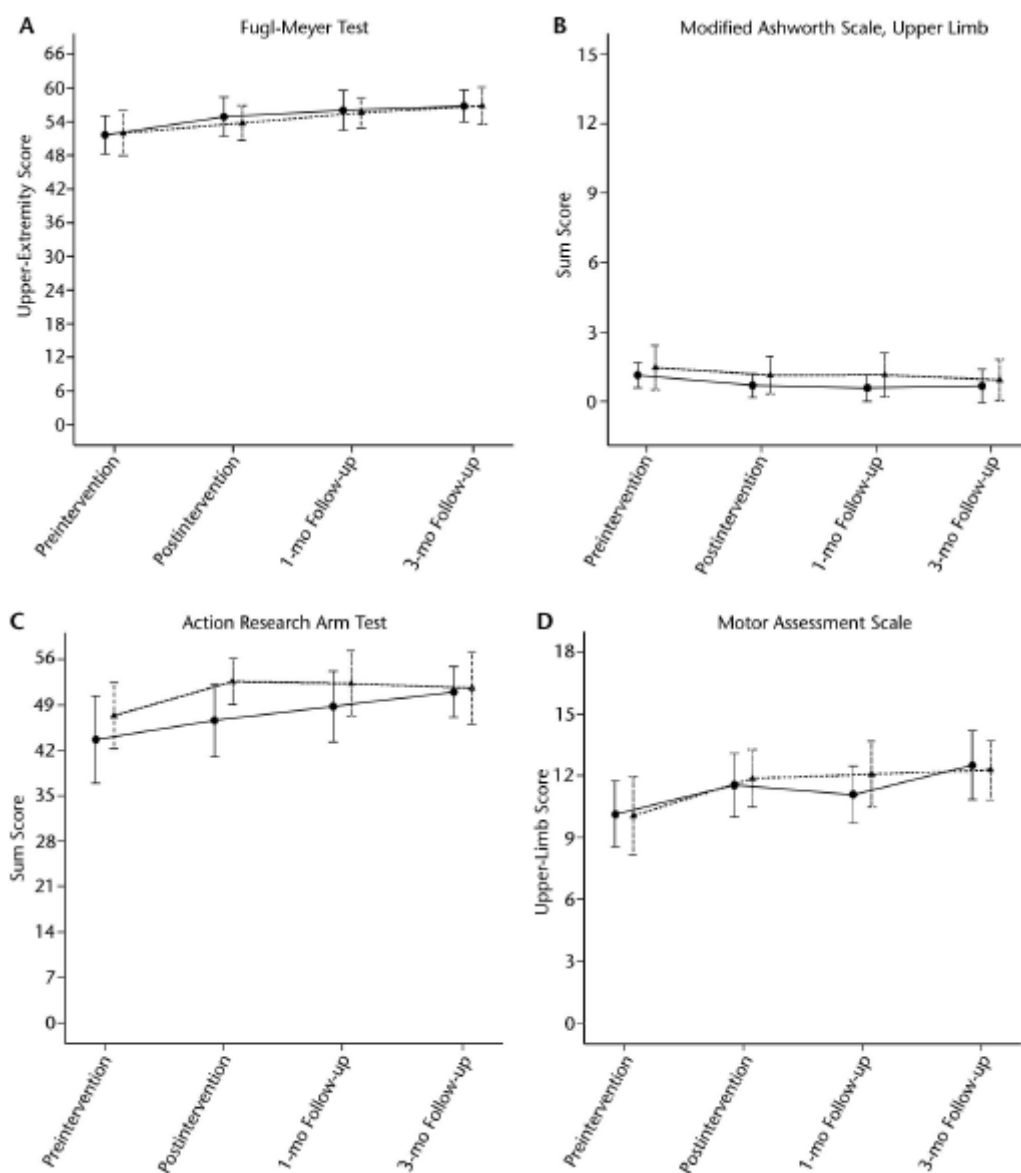 A
Fugl-Meyer Test
Upper-Extremity Score
66
60
54
48
42
36
30
24
18
12
6
0
Preintervention
Postintervention
1-mo Follow-up
3-mo Follow-up
B
Modified Ashworth Scale, Upper Limb
Sum Score
15
12
9
6
3
0
Preintervention
Postintervention
1-mo Follow-up
3-mo Follow-up
C
Action Research Arm Test
Sum Score
56
49
42
35
28
21
14
7
0
Preintervention
Postintervention
1-mo Follow-up
3-mo Follow-up
D
Motor Assessment Scale
Upper-Limb Score
18
15
12
9
6
3
0
Preintervention
Postintervention
1-mo Follow-up
3-mo Follow-up